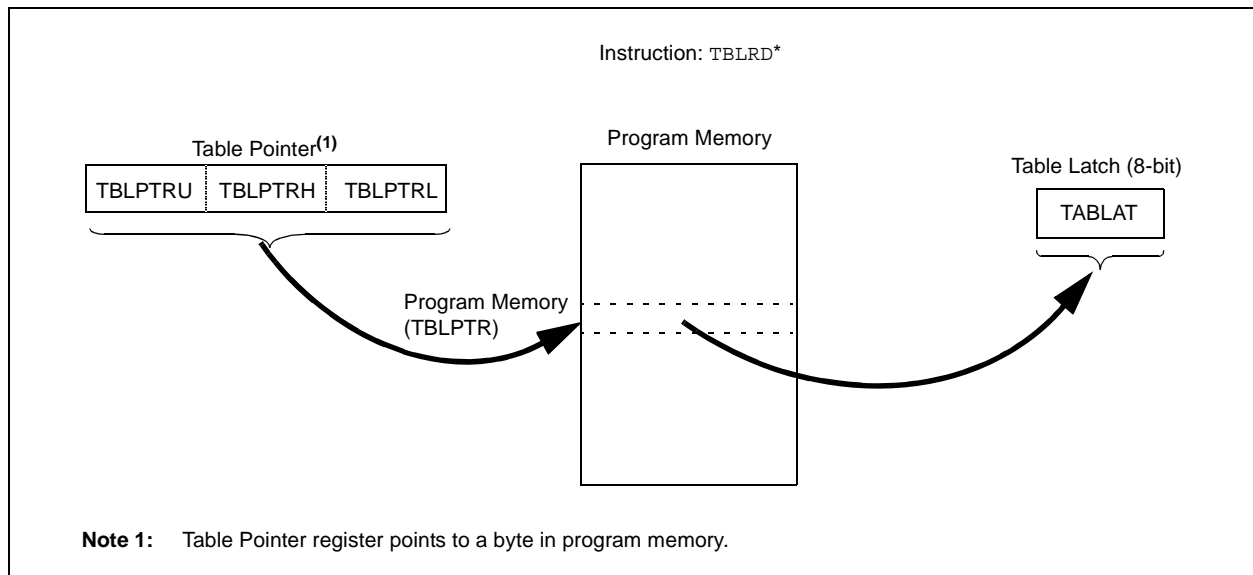 Instruction: TBLRD*
Table Pointer(1)
TBLPTRU TBLPTRH TBLPTRL
Program Memory
Table Latch (8-bit)
TABLAT
Program Memory
(TBLPTR)
Note 1: Table Pointer register points to a byte in program memory.